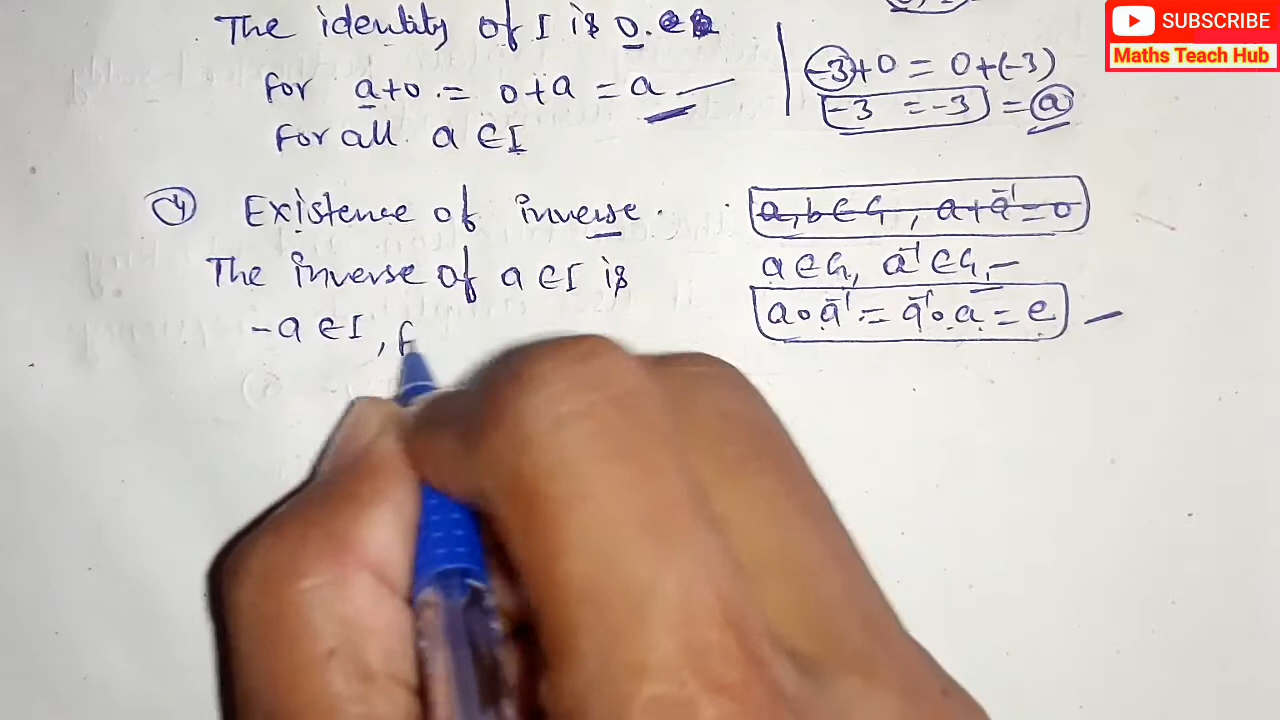 The identity of I is 0.
for a+0 = 0+a = a
for all a ∈ I
-3+0 = 0+(-3)
-3 = -3 = a
SUBSCRIBE
Maths Teach Hub
④ Existence of inverse.
The inverse of a ∈ I is
-a ∈ I, f
a, b ∈ G, a+a⁻¹=0
a ∈ G, a⁻¹ ∈ G,
a∘a⁻¹ = a⁻¹∘a = e